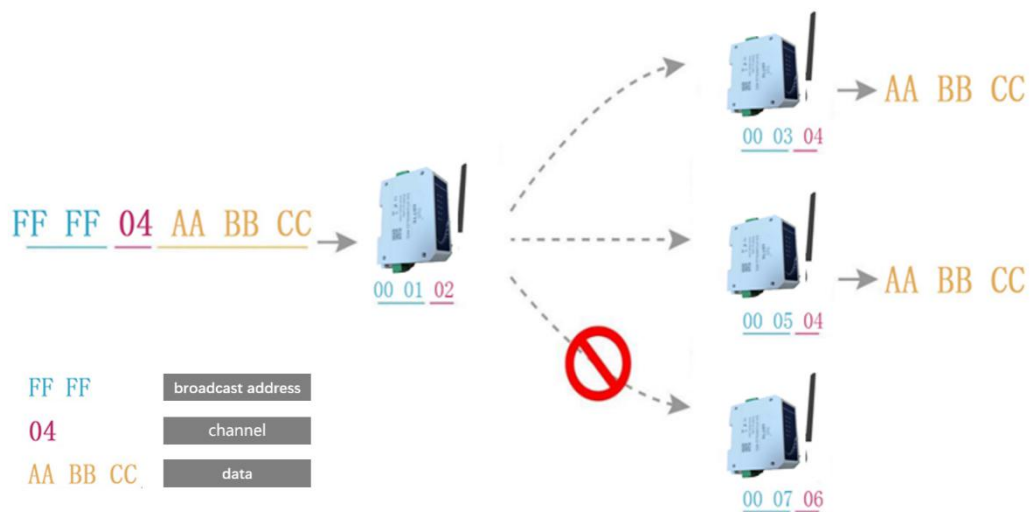 AA BB CC
00 03 04
FF FF 04 AA BB CC
00 01 02
AA BB CC
00 05 04
FF FF broadcast address
04 channel
AA BB CC data
00 07 06